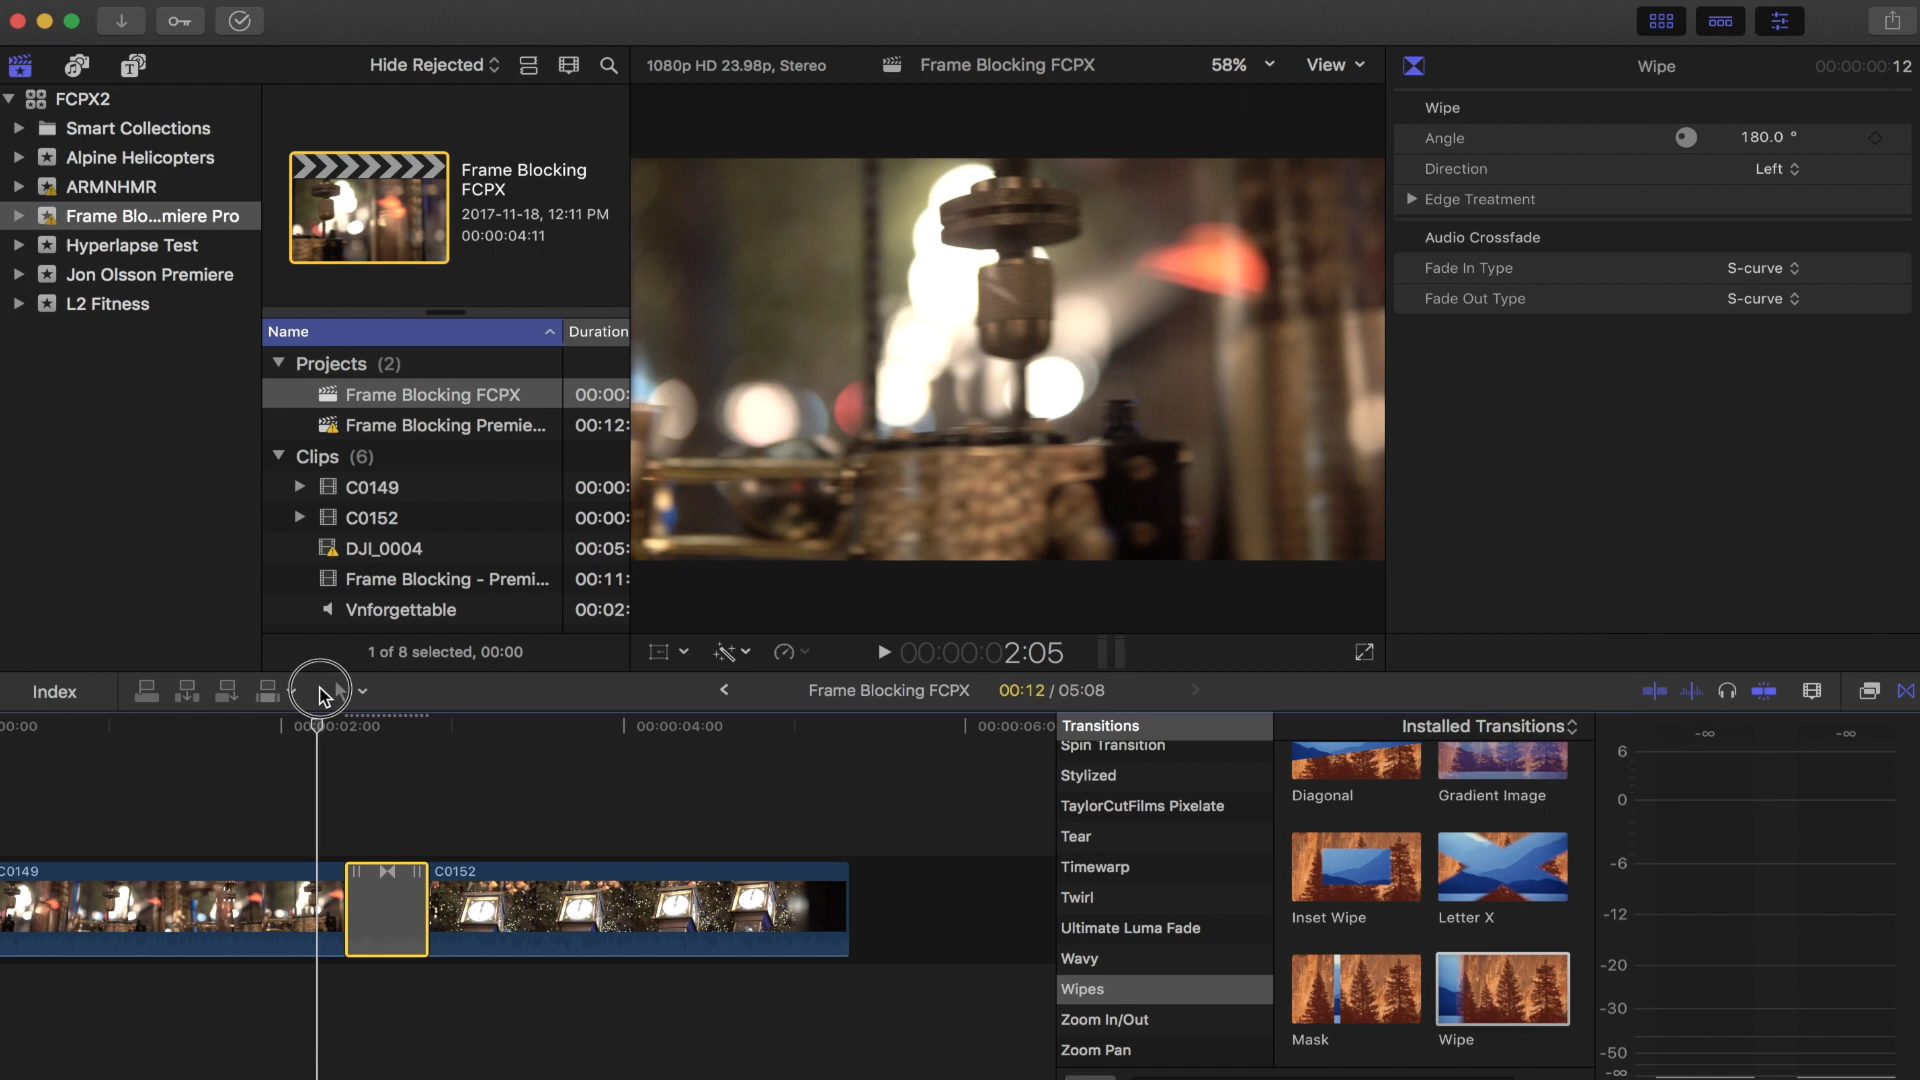 Hide Rejected
1080p HD 23.98p, Stereo
Frame Blocking FCPX
58%
View
Wipe
00:00:00:12
FCPX2
Smart Collections
Alpine Helicopters
ARMNHMR
Frame Blo...miere Pro
Hyperlapse Test
Jon Olsson Premiere
L2 Fitness
Frame Blocking
FCPX
2017-11-18, 12:11 PM
00:00:04:11
Name
Duration
Projects (2)
Frame Blocking FCPX
00:00:
Frame Blocking Premie...
00:12:
Clips (6)
C0149
00:00:
C0152
00:00:
DJI_0004
00:05:
Frame Blocking - Premi...
00:11:
Vnforgettable
00:02:
1 of 8 selected, 00:00
00:00:02:05
Wipe
Angle
180.0 °
Direction
Left
Edge Treatment
Audio Crossfade
Fade In Type
S-curve
Fade Out Type
S-curve
Index
Frame Blocking FCPX
00:12 / 05:08
00:00
00:00:02:00
00:00:04:00
00:00:06:0
C0149
C0152
Transitions
Spin Transition
Stylized
TaylorCutFilms Pixelate
Tear
Timewarp
Twirl
Ultimate Luma Fade
Wavy
Wipes
Zoom In/Out
Zoom Pan
Installed Transitions
Diagonal
Gradient Image
Inset Wipe
Letter X
Mask
Wipe
-∞
-∞
6
0
-6
-12
-20
-30
-50
-∞